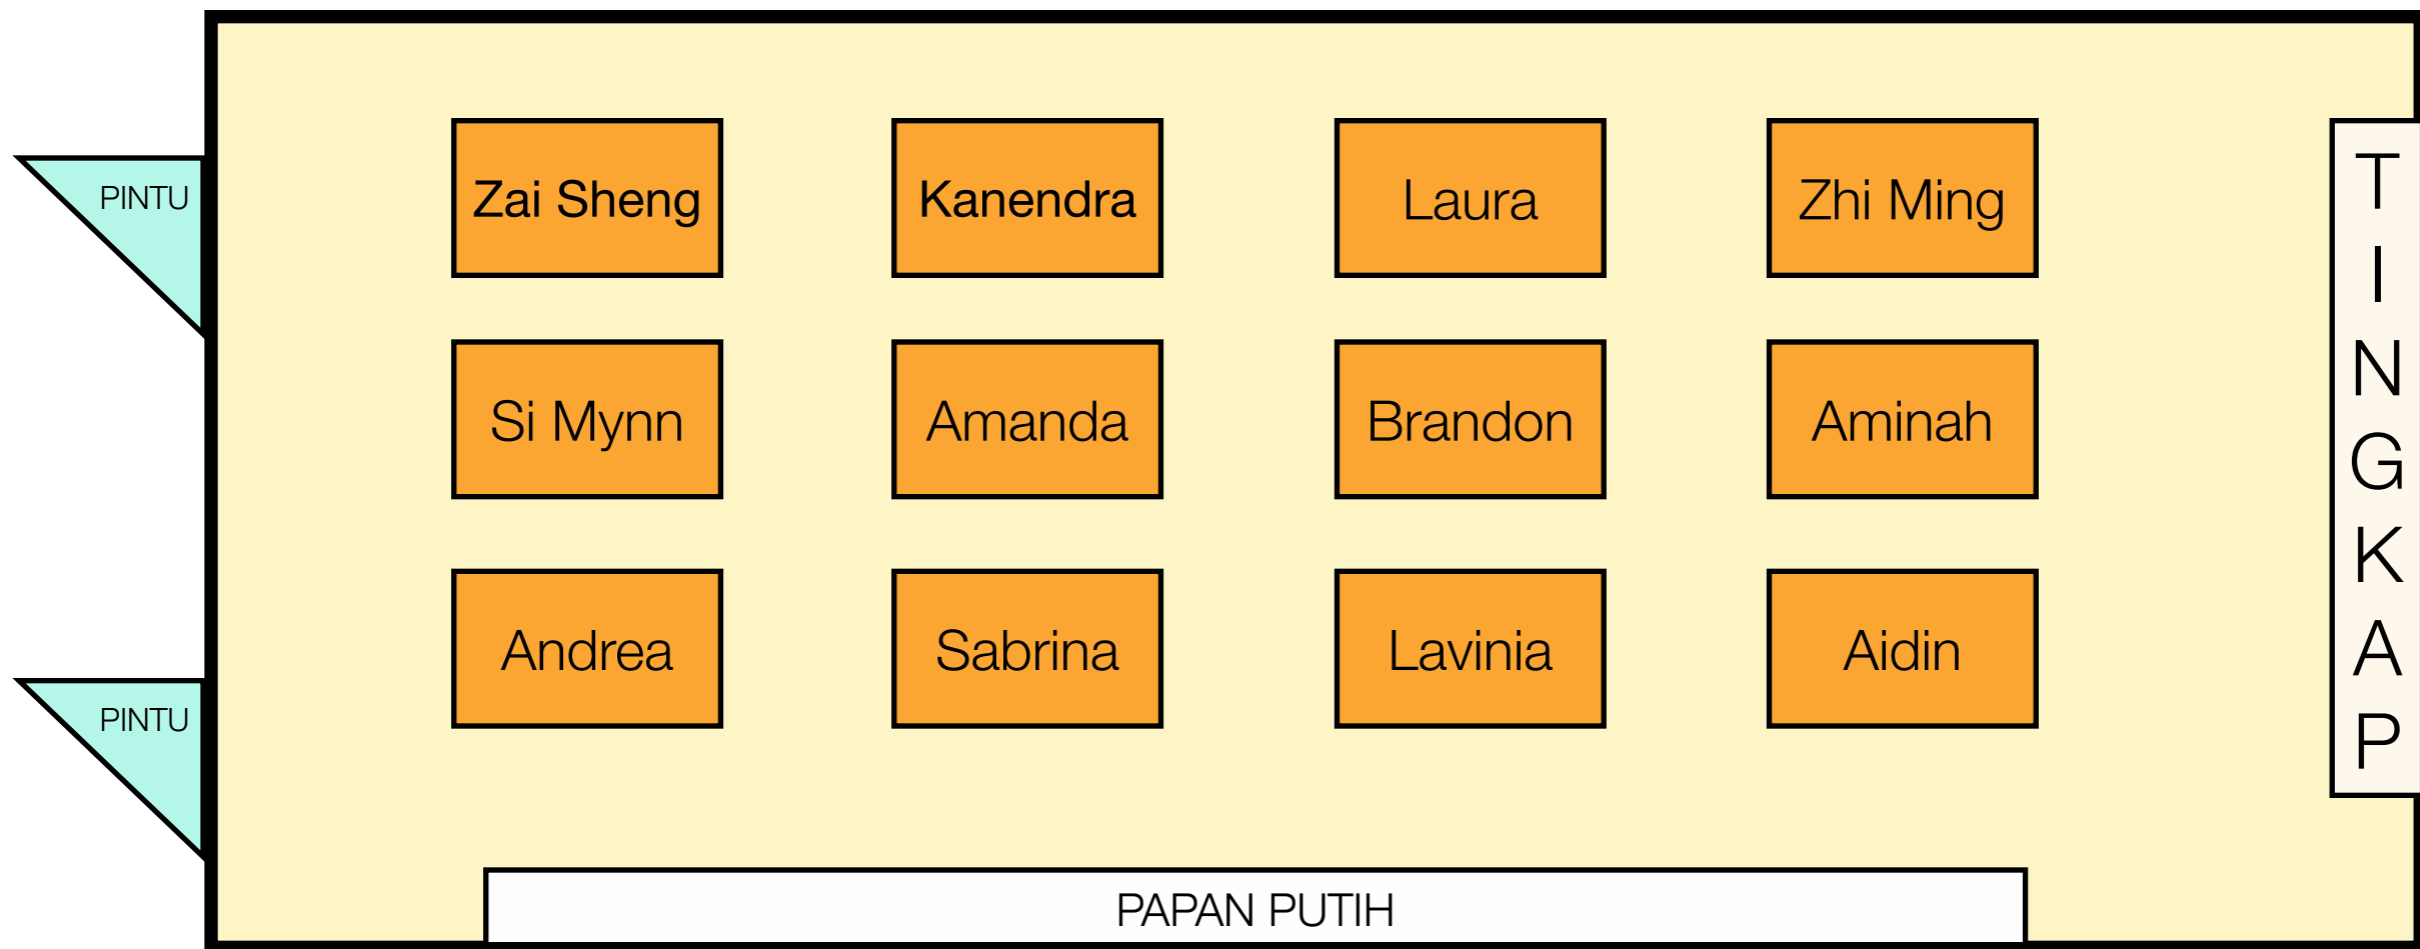 PINTU
Zai Sheng
Kanendra
Laura
Zhi Ming
Si Mynn
Amanda
Brandon
Aminah
Andrea
Sabrina
Lavinia
Aidin
PINTU
PAPAN PUTIH
TINGKAP